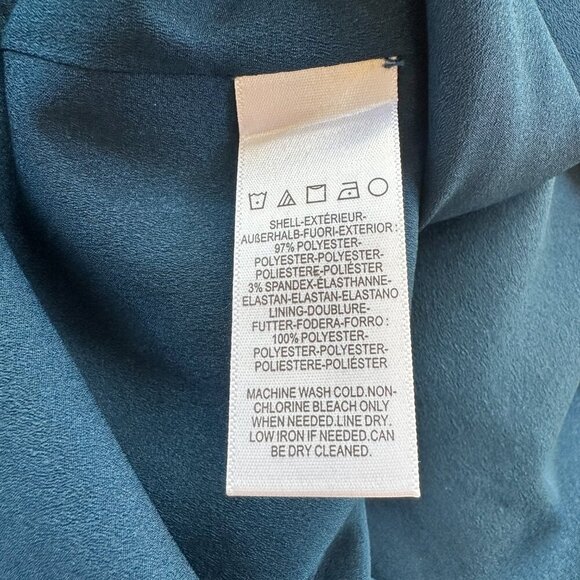 SHELL-EXTÉRIEUR-
AUßERHALB-FUORI-EXTERIOR:
97% POLYESTER-
POLYESTER-POLYESTER-
POLIESTERE-POLIÉSTER
3% SPANDEX-ÉLASTHANNE-
ELASTAN-ELASTAN-ELASTANO
LINING-DOUBLURE-
FUTTER-FODERA-FORRO:
100% POLYESTER-
POLYESTER-POLYESTER-
POLIESTERE-POLIÉSTER
MACHINE WASH COLD.NON-
CHLORINE BLEACH ONLY
WHEN NEEDED.LINE DRY.
LOW IRON IF NEEDED.CAN
BE DRY CLEANED.